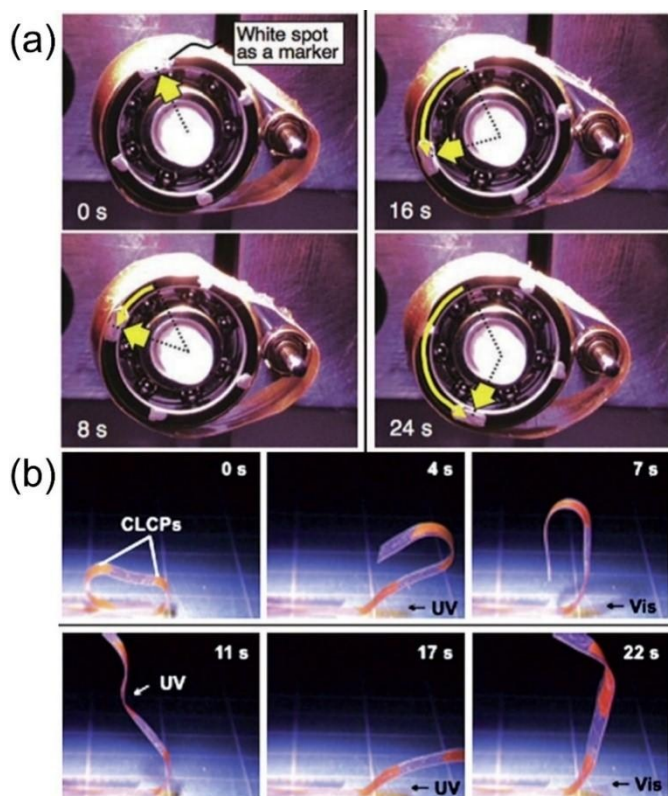 (a)
White spot
as a marker
0 s
16 s
8 s
24 s
(b)
0 s
CLCPs
4 s
UV
7 s
Vis
11 s
UV
17 s
UV
22 s
Vis